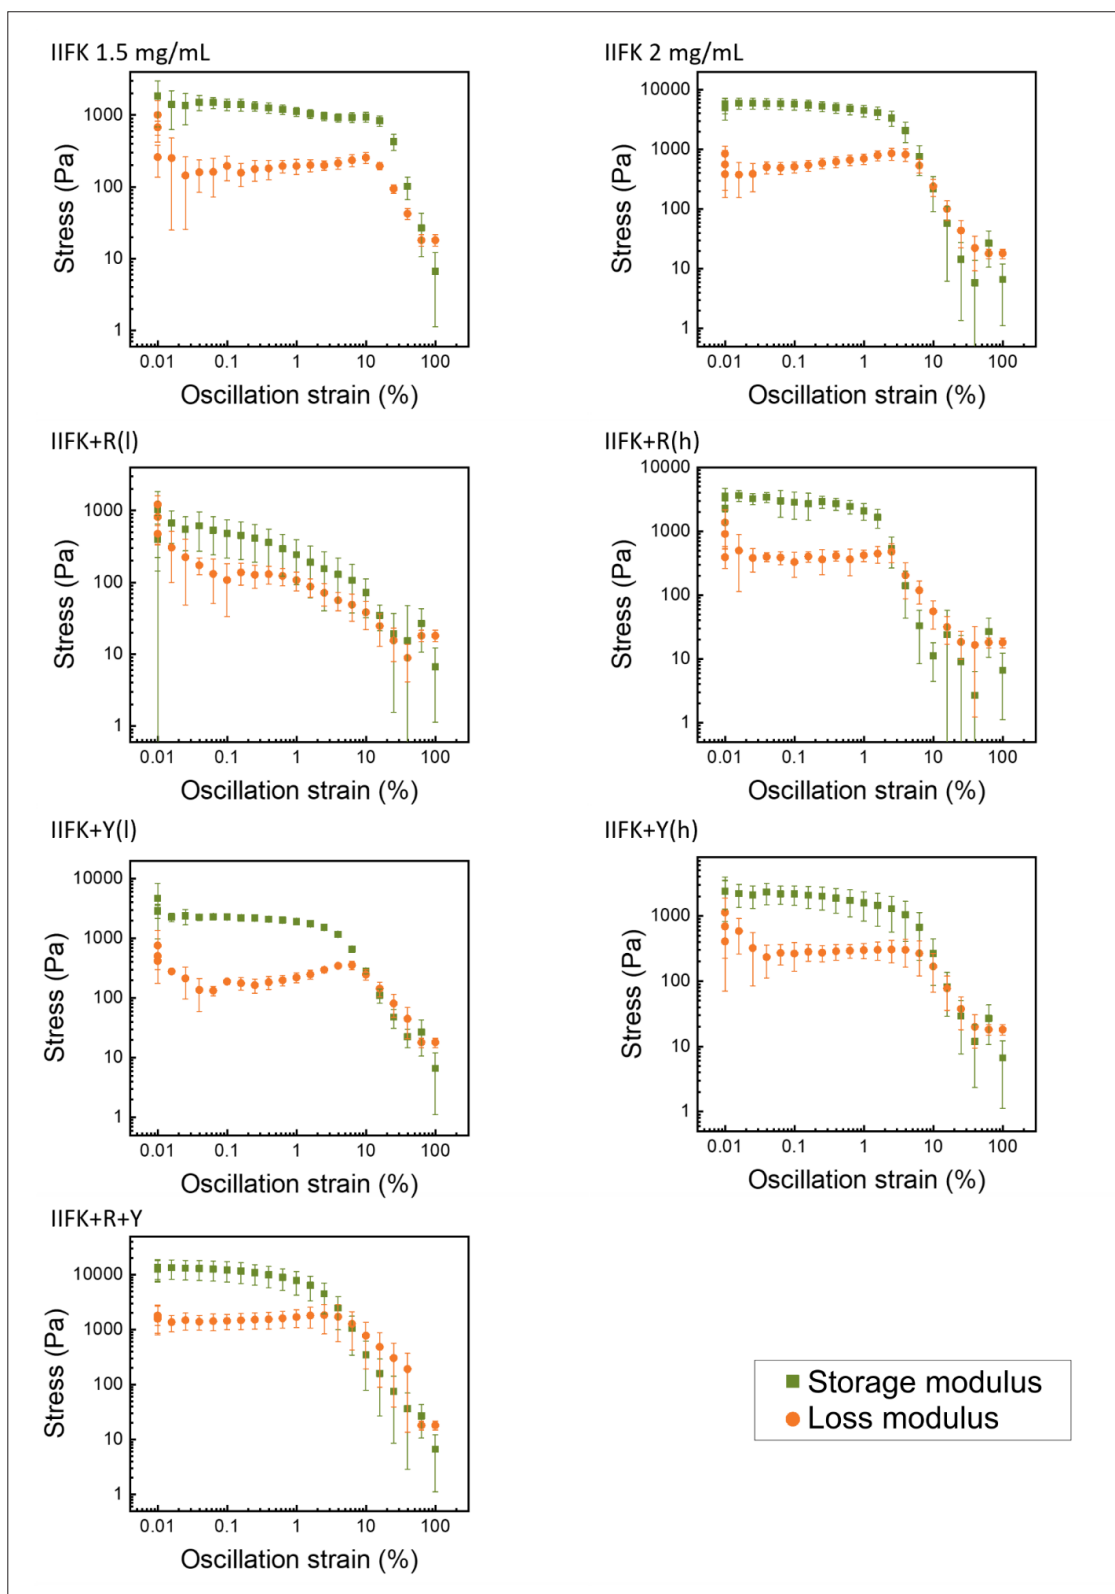 IIFK 1.5 mg/mL
1000
100
10
1
Stress (Pa)
0.01 0.1 1 10 100
Oscillation strain (%)
IIFK 2 mg/mL
10000
1000
100
10
1
Stress (Pa)
0.01 0.1 1 10 100
Oscillation strain (%)
IIFK+R(l)
1000
100
10
1
Stress (Pa)
0.01 0.1 1 10 100
Oscillation strain (%)
IIFK+R(h)
10000
1000
100
10
1
Stress (Pa)
0.01 0.1 1 10 100
Oscillation strain (%)
IIFK+Y(l)
10000
1000
100
10
1
Stress (Pa)
0.01 0.1 1 10 100
Oscillation strain (%)
IIFK+Y(h)
1000
100
10
1
Stress (Pa)
0.01 0.1 1 10 100
Oscillation strain (%)
IIFK+R+Y
10000
1000
100
10
1
Stress (Pa)
0.01 0.1 1 10 100
Oscillation strain (%)
Storage modulus
Loss modulus